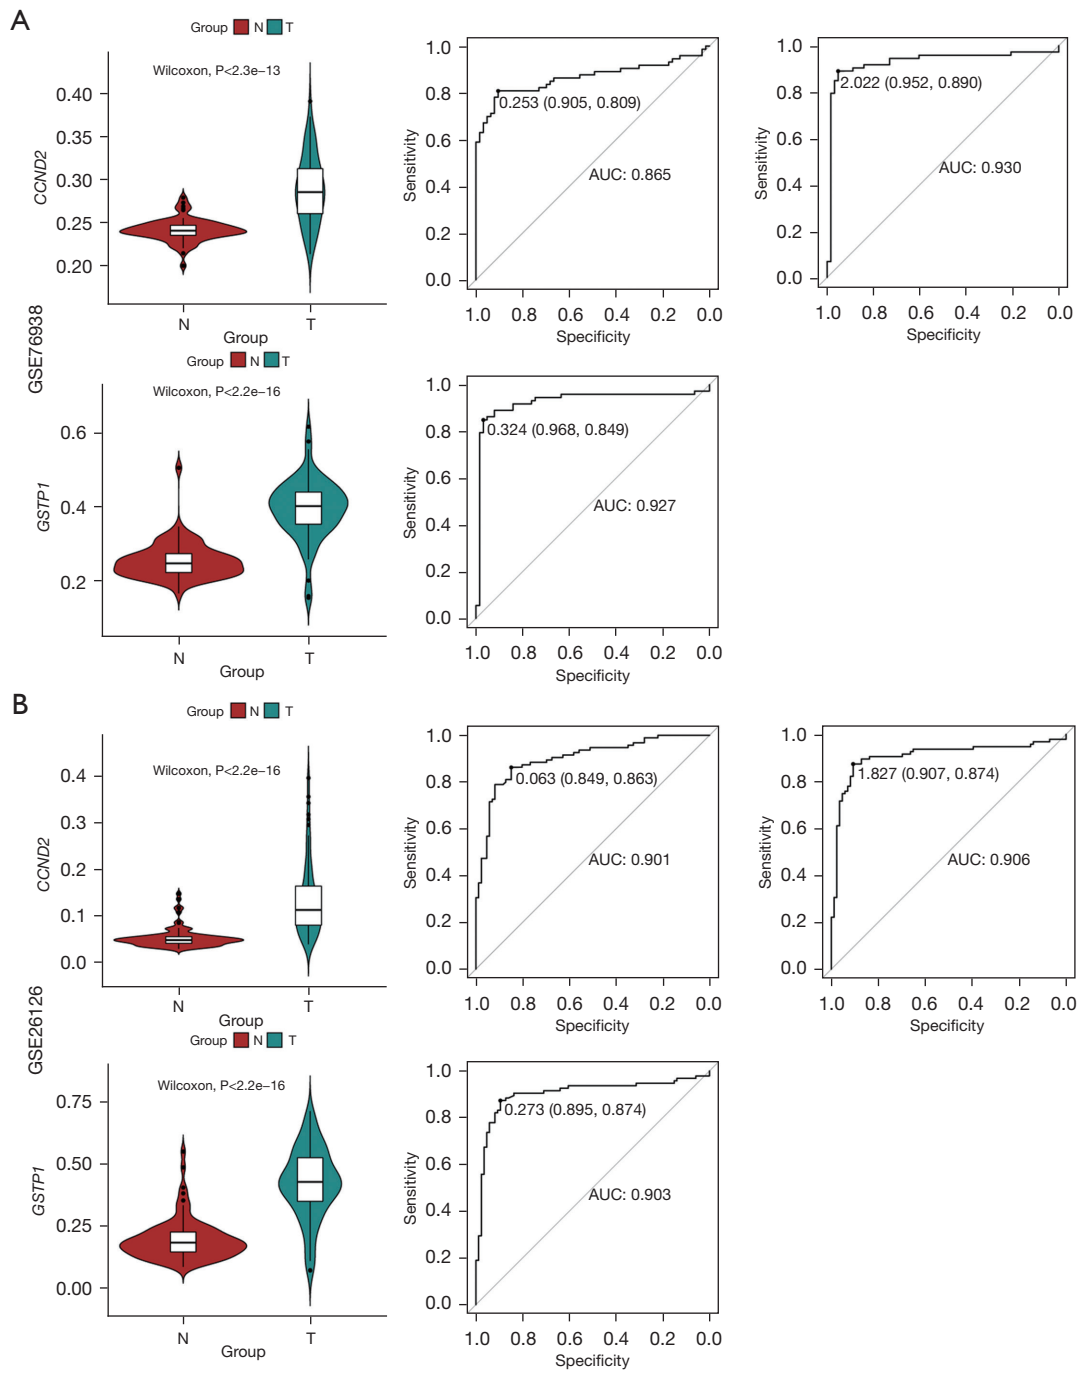 A
Group N T
Wilcoxon, P<2.3e−13
CCND2
0.40
0.35
0.30
0.25
0.20
N T
Group
Sensitivity
1.0
0.8
0.6
0.4
0.2
0.0
0.253 (0.905, 0.809)
AUC: 0.865
1.0 0.8 0.6 0.4 0.2 0.0
Specificity
Sensitivity
1.0
0.8
0.6
0.4
0.2
0.0
2.022 (0.952, 0.890)
AUC: 0.930
1.0 0.8 0.6 0.4 0.2 0.0
Specificity
GSE76938
Group N T
Wilcoxon, P<2.2e−16
GSTP1
0.6
0.4
0.2
N T
Group
Sensitivity
1.0
0.8
0.6
0.4
0.2
0.0
0.324 (0.968, 0.849)
AUC: 0.927
1.0 0.8 0.6 0.4 0.2 0.0
Specificity
B
Group N T
Wilcoxon, P<2.2e−16
CCND2
0.4
0.3
0.2
0.1
0.0
N T
Group
Sensitivity
1.0
0.8
0.6
0.4
0.2
0.0
0.063 (0.849, 0.863)
AUC: 0.901
1.0 0.8 0.6 0.4 0.2 0.0
Specificity
Sensitivity
1.0
0.8
0.6
0.4
0.2
0.0
1.827 (0.907, 0.874)
AUC: 0.906
1.0 0.8 0.6 0.4 0.2 0.0
Specificity
GSE26126
Group N T
Wilcoxon, P<2.2e−16
GSTP1
0.75
0.50
0.25
0.00
N T
Group
Sensitivity
1.0
0.8
0.6
0.4
0.2
0.0
0.273 (0.895, 0.874)
AUC: 0.903
1.0 0.8 0.6 0.4 0.2 0.0
Specificity